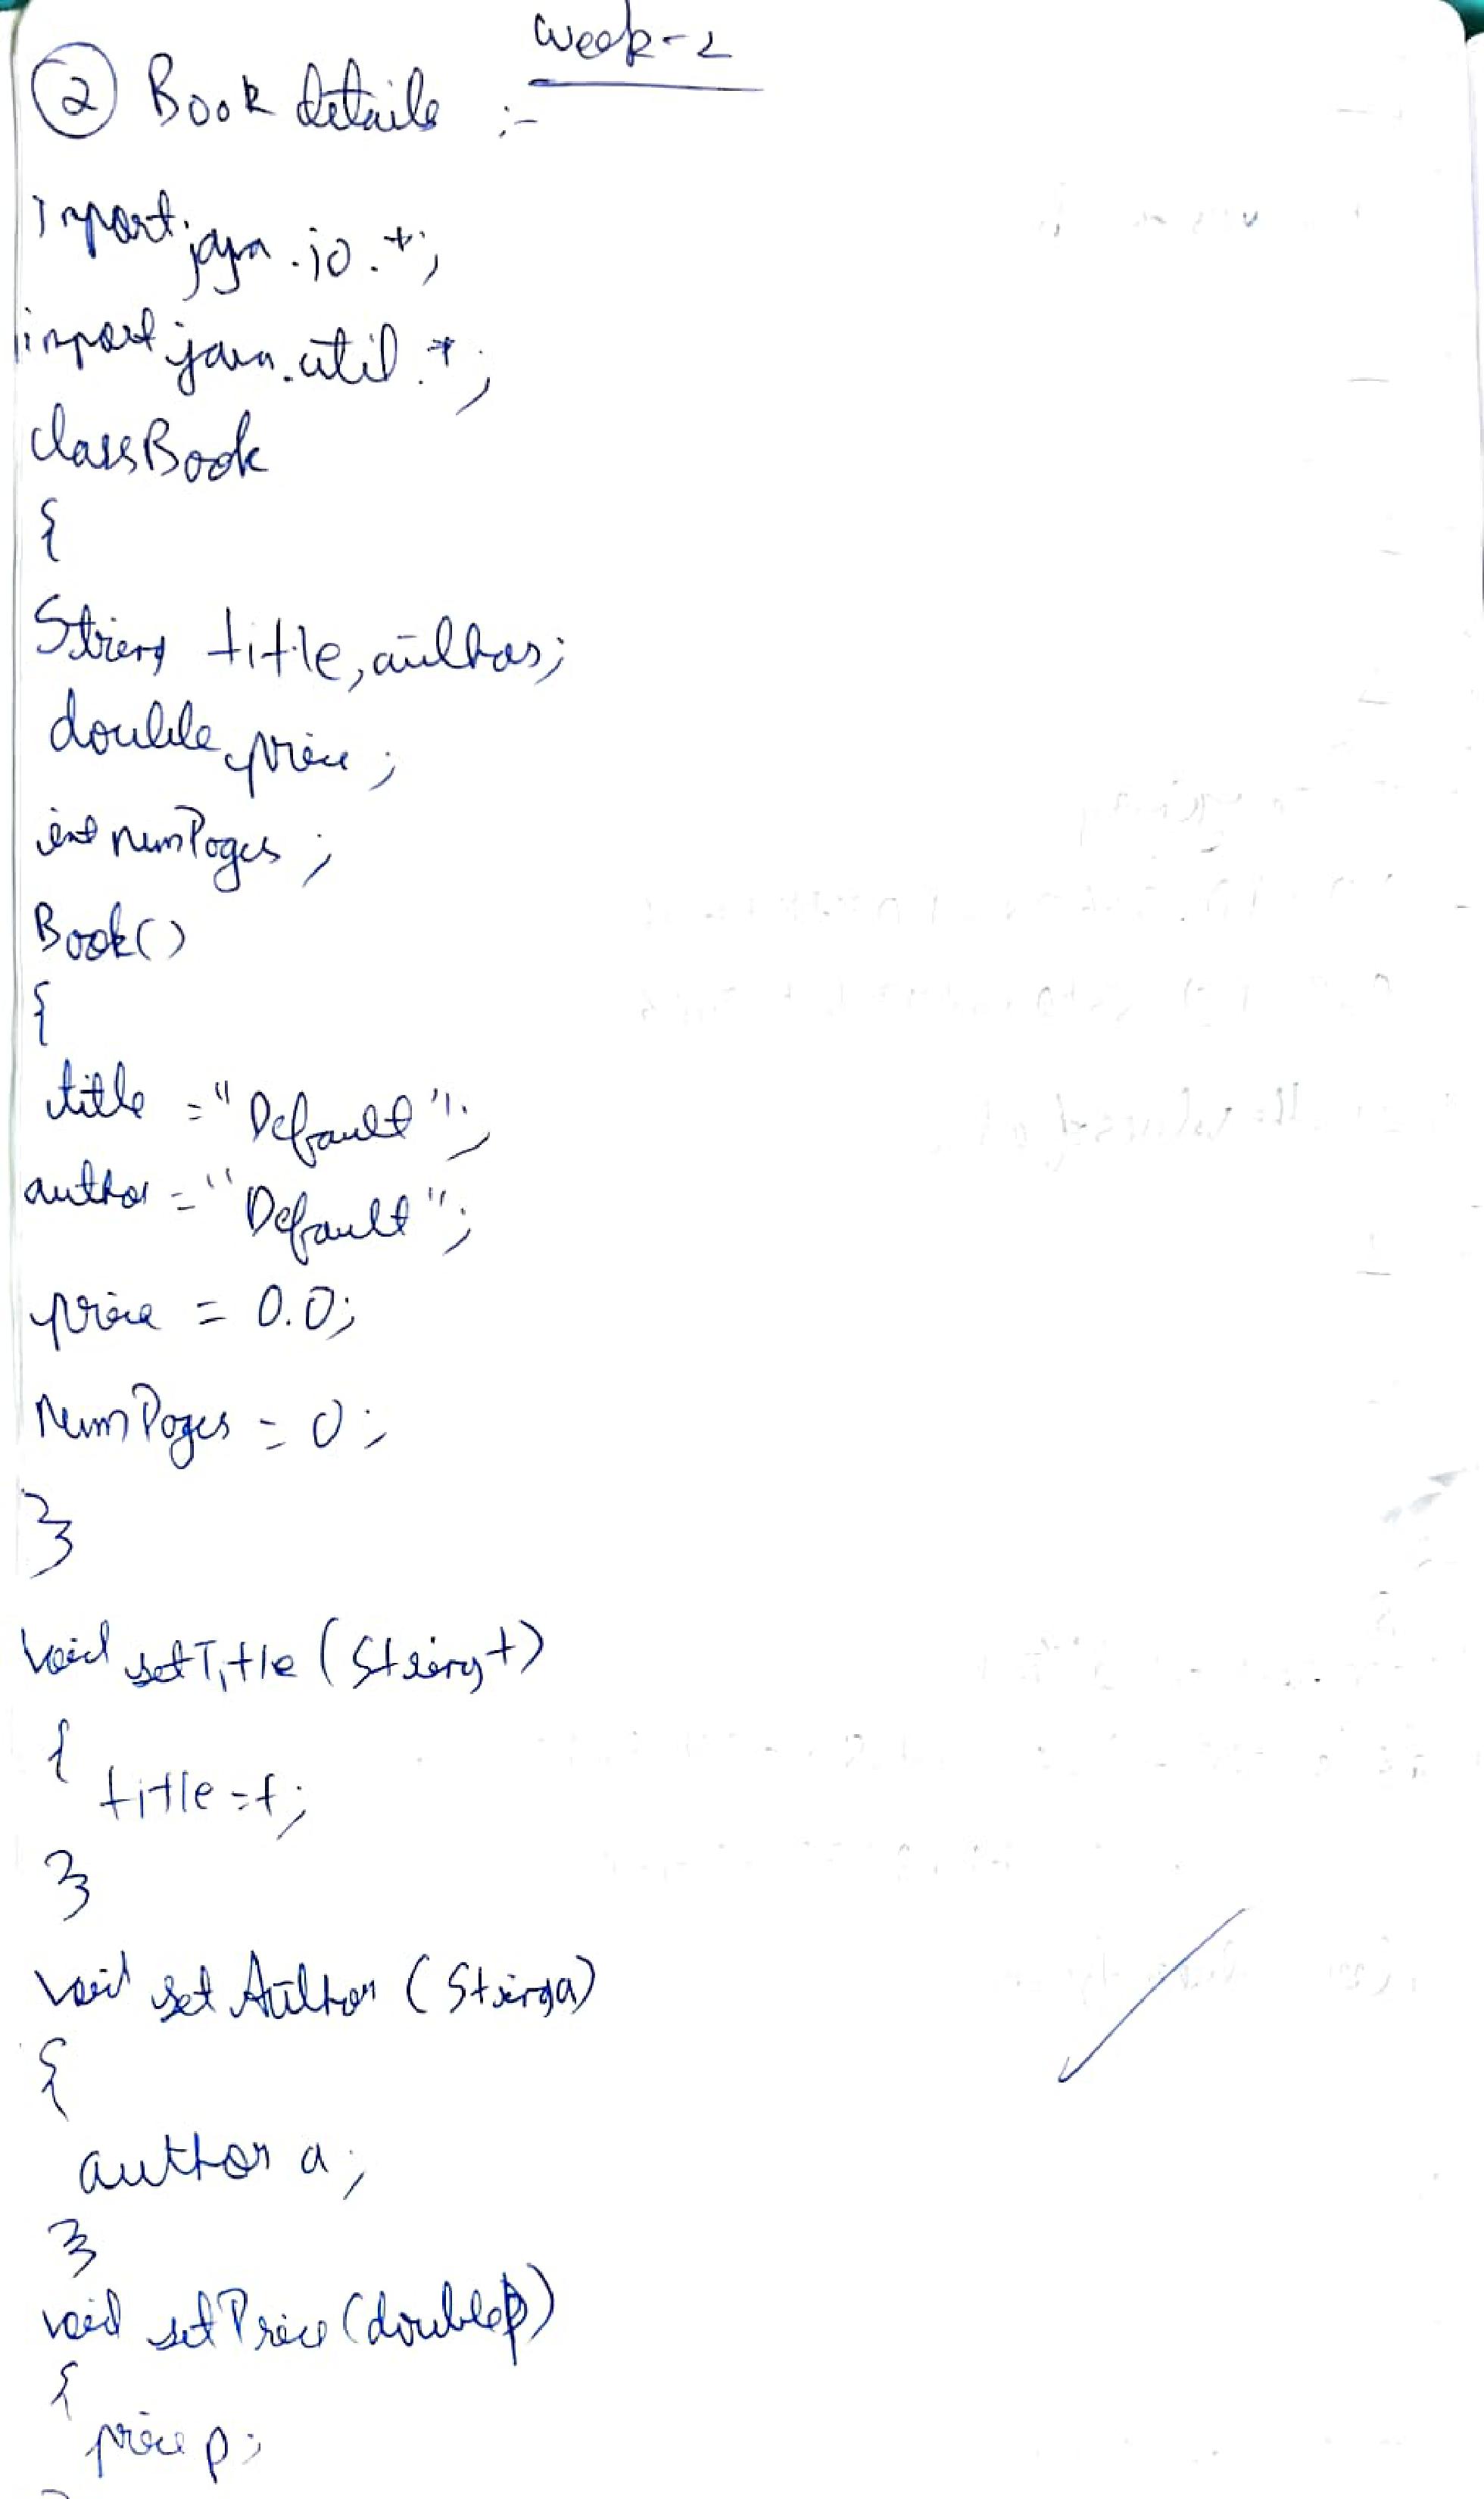 Week-2
② Book details :-
Import java.io.*;
import java.util.*;
class Book
{
String title, author;
double price;
int numPages;
Book()
{
title = "Default";
author = "Default";
price = 0.0;
numPages = 0;
}
void setTitle (String t)
{
title = t;
}
void set Author (String a)
{
author a;
}
void setPrice (double p)
{
price p;